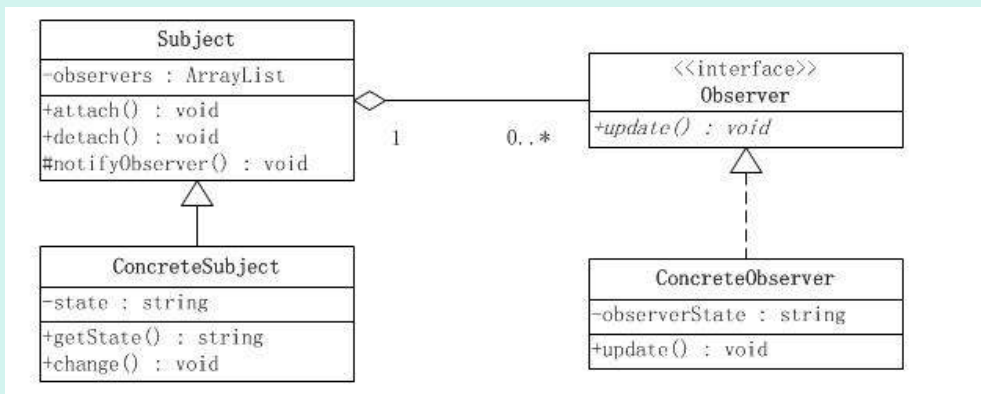 Subject
-observers : ArrayList
+attach() : void
+detach() : void
#notifyObserver() : void
1
0..*
<<interface>>
Observer
+update() : void
ConcreteSubject
-state : string
+getState() : string
+change() : void
ConcreteObserver
-observerState : string
+update() : void